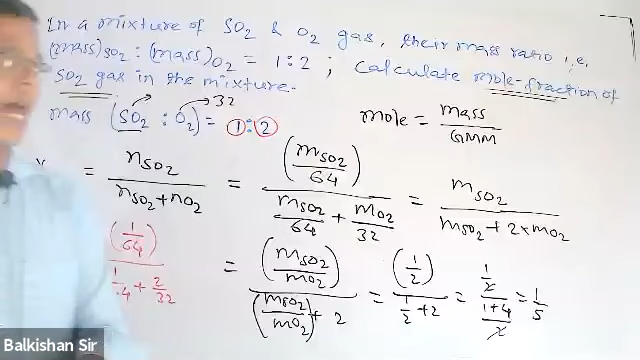 In a mixture of SO2 & O2 gas, their mass ratio i.e.
(mass)SO2 : (mass)O2 = 1:2 ; calculate mole-fraction of
SO2 gas in the mixture.
mass (SO2 : O2) = 1:2
32
mole = mass / GMM
= nSO2 / (nSO2 + nO2) = (mSO2/64) / (mSO2/64 + mO2/32) = mSO2 / (mSO2 + 2×mO2)
(1/64)
+ 2/32
= (mSO2/mO2) / ((mSO2/mO2) + 2) = (1/2) / (1/2 + 2) = (1/2) / ((1+4)/2) = 1/5
Balkishan Sir